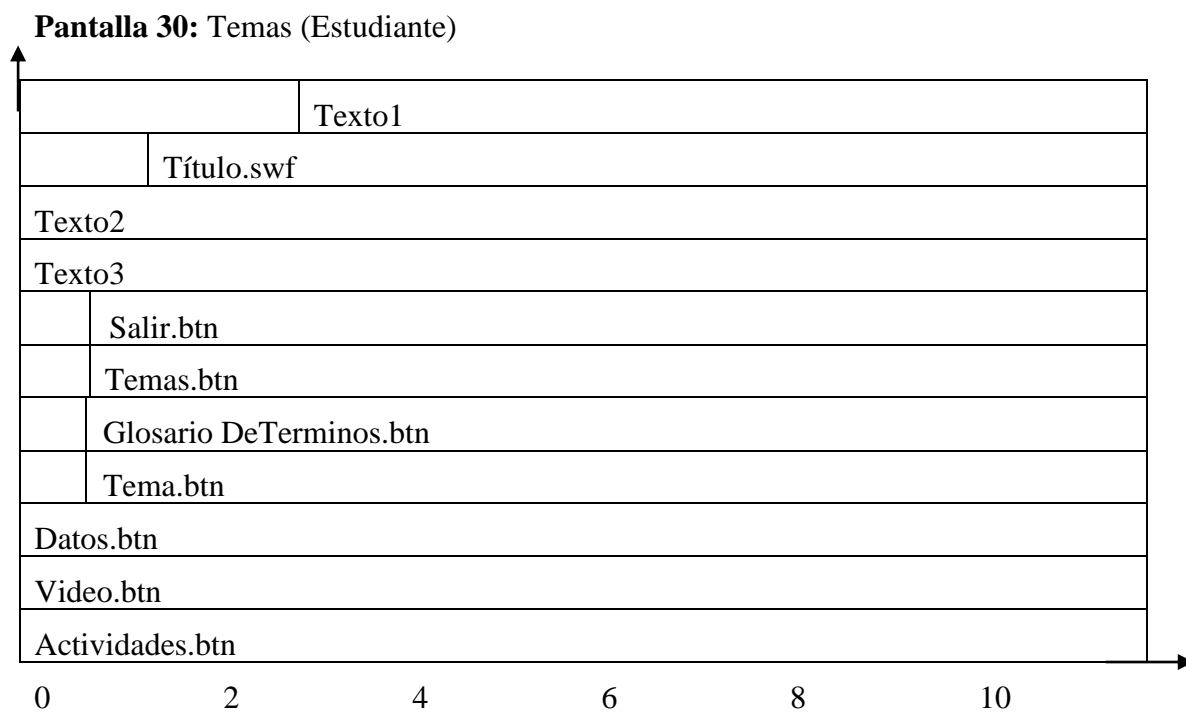 Pantalla 30: Temas (Estudiante)
Texto1
Título.swf
Texto2
Texto3
Salir.btn
Temas.btn
Glosario DeTerminos.btn
Tema.btn
Datos.btn
Video.btn
Actividades.btn
0 2 4 6 8 10